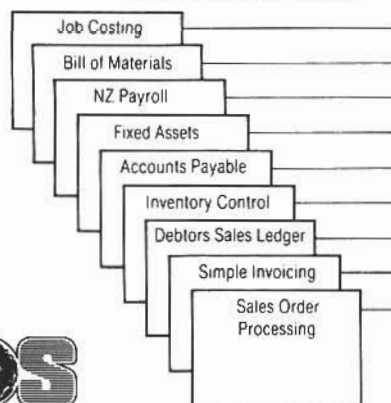 Job Costing
Bill of Materials
NZ Payroll
Fixed Assets
Accounts Payable
Inventory Control
Debtors Sales Ledger
Simple Invoicing
Sales Order
Processing